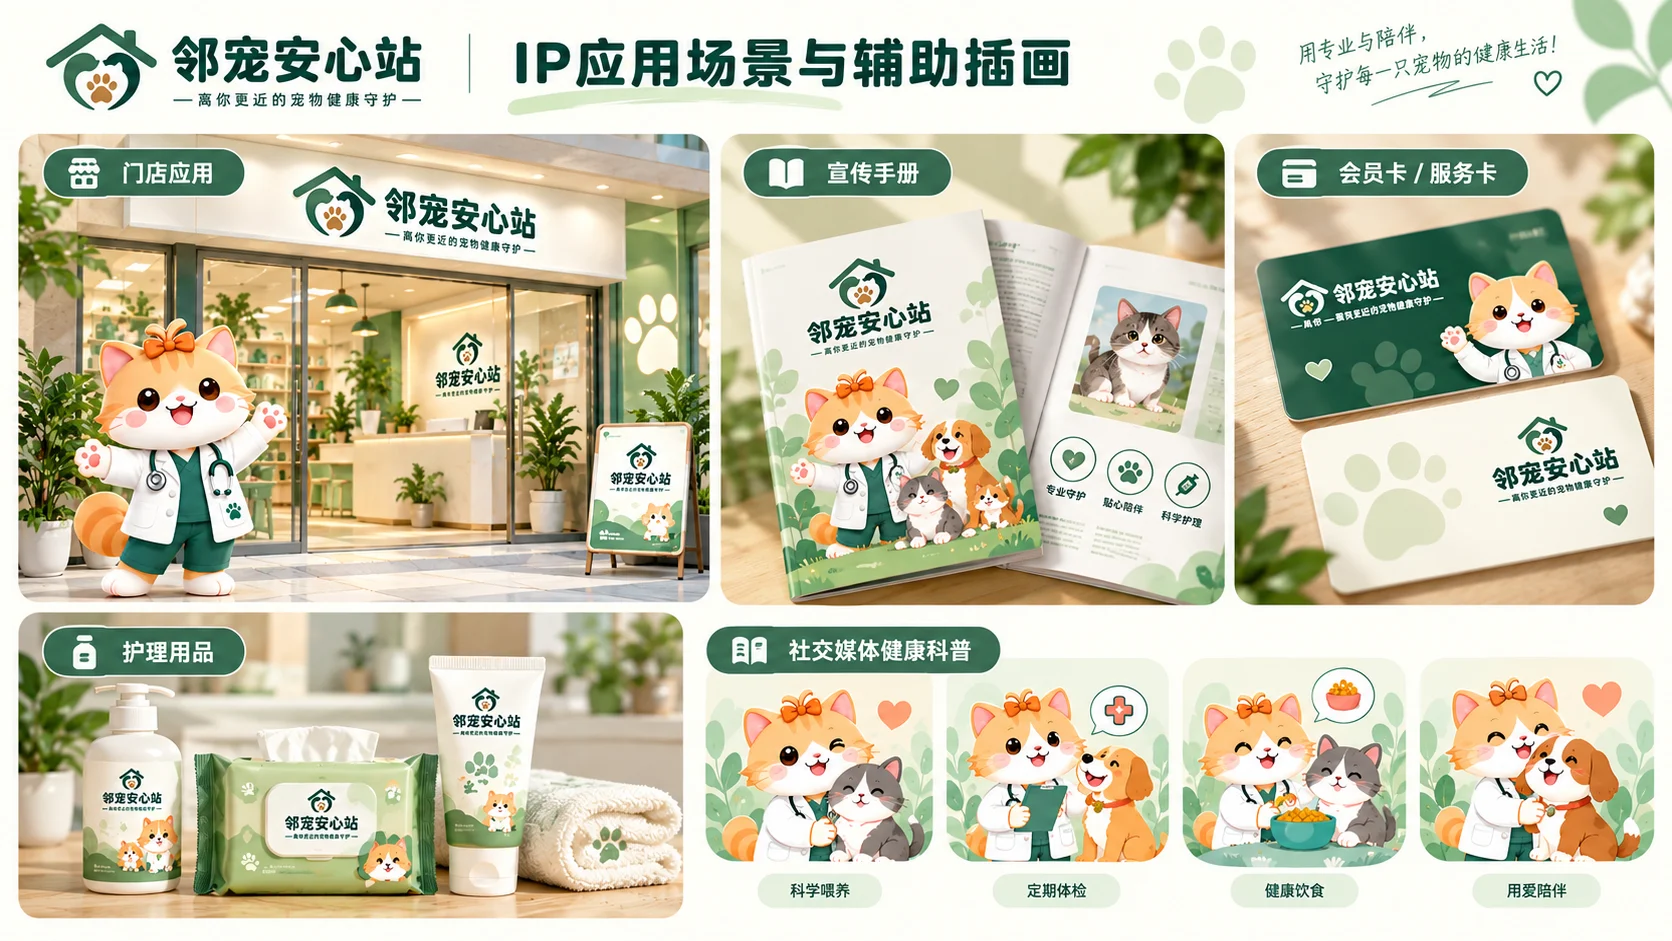 邻宠安心站
离你更近的宠物健康守护
IP应用场景与辅助插画
用专业与陪伴，
守护每一只宠物的健康生活！
门店应用
邻宠安心站
离你更近的宠物健康守护
邻宠安心站
邻宠安心站
宣传手册
邻宠安心站
离你更近的宠物健康守护
专业守护
贴心陪伴
科学护理
会员卡 / 服务卡
邻宠安心站
邻宠安心站
离你更近的宠物健康守护
护理用品
邻宠安心站
邻宠安心站
邻宠安心站
社交媒体健康科普
科学喂养
定期体检
健康饮食
用爱陪伴